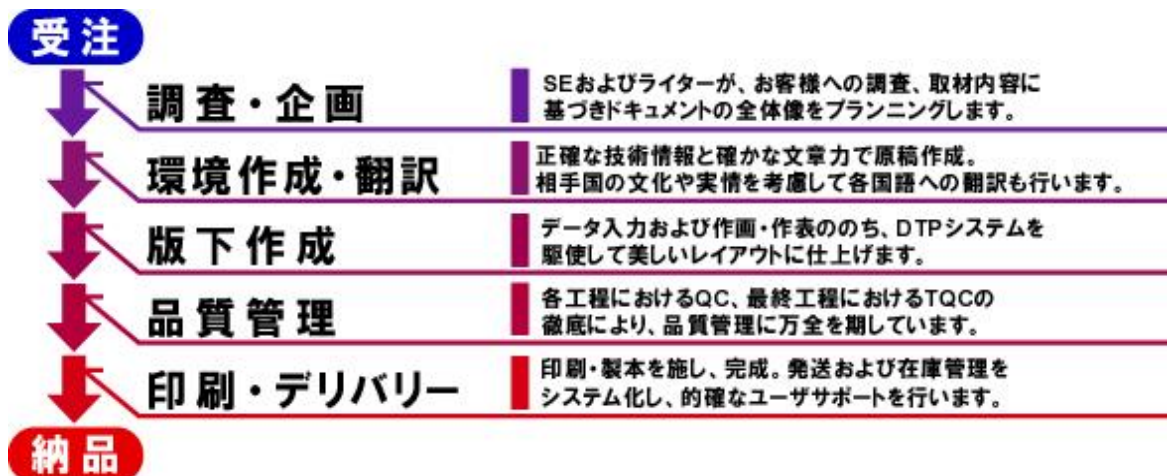 受注
調査・企画
SEおよびライターが、お客様への調査、取材内容に
基づきドキュメントの全体像をプランニングします。
環境作成・翻訳
正確な技術情報と確かな文章力で原稿作成。
相手国の文化や実情を考慮して各国語への翻訳も行います。
版下作成
データ入力および作画・作表ののち、DTPシステムを
駆使して美しいレイアウトに仕上げます。
品質管理
各工程におけるQC、最終工程におけるTQCの
徹底により、品質管理に万全を期しています。
印刷・デリバリー
印刷・製本を施し、完成。発送および在庫管理を
システム化し、的確なユーザサポートを行います。
納品